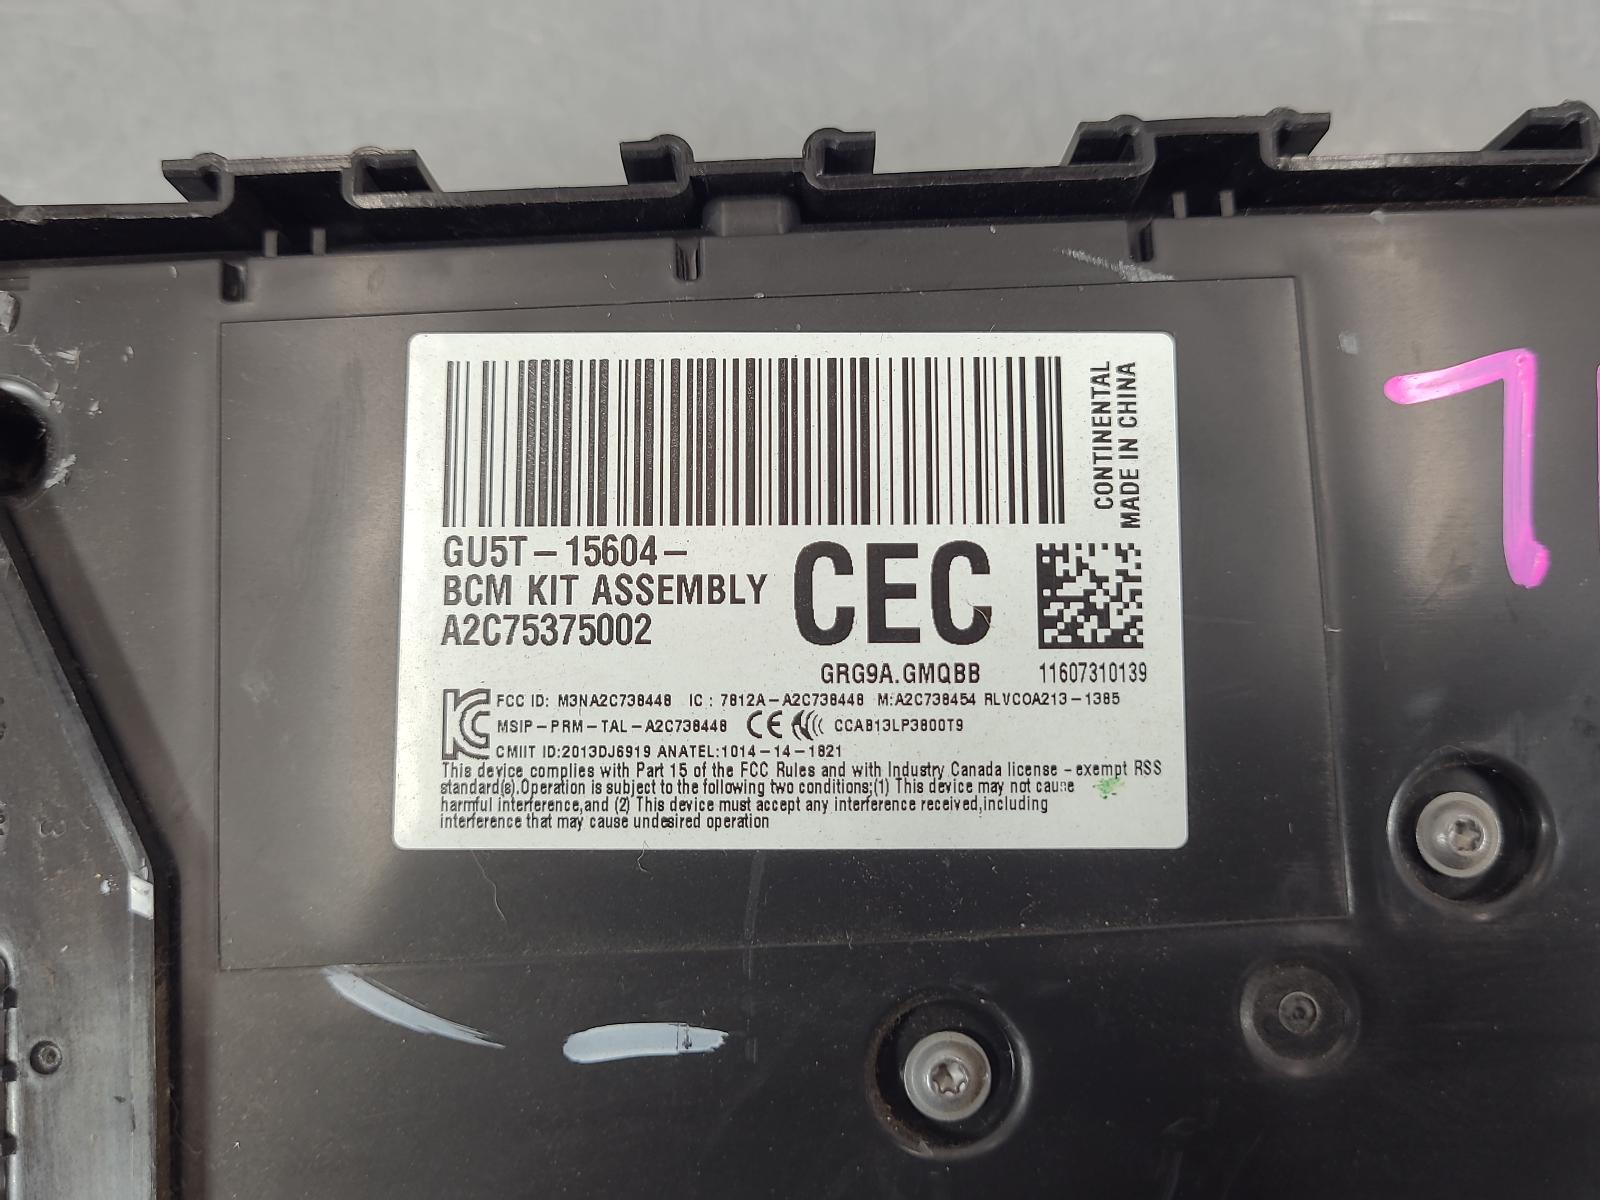 CONTINENTAL
MADE IN CHINA
GU5T-15604-
BCM KIT ASSEMBLY
A2C75375002
CEC
GRG9A.GMQBB
11607310139
FCC ID: M3NA2C738448 IC: 7812A-A2C738448 M:A2C738454 RLVCOA213-1385
MSIP-PRM-TAL-A2C738448 CE CCAB13LP3800T9
CMIIT ID:2013DJ6919 ANATEL:1014-14-1821
This device complies with Part 15 of the FCC Rules and with Industry Canada license-exempt RSS
standard(s).Operation is subject to the following two conditions;(1) This device may not cause
harmful interference,and (2) This device must accept any interference received,including
interference that may cause undesired operation